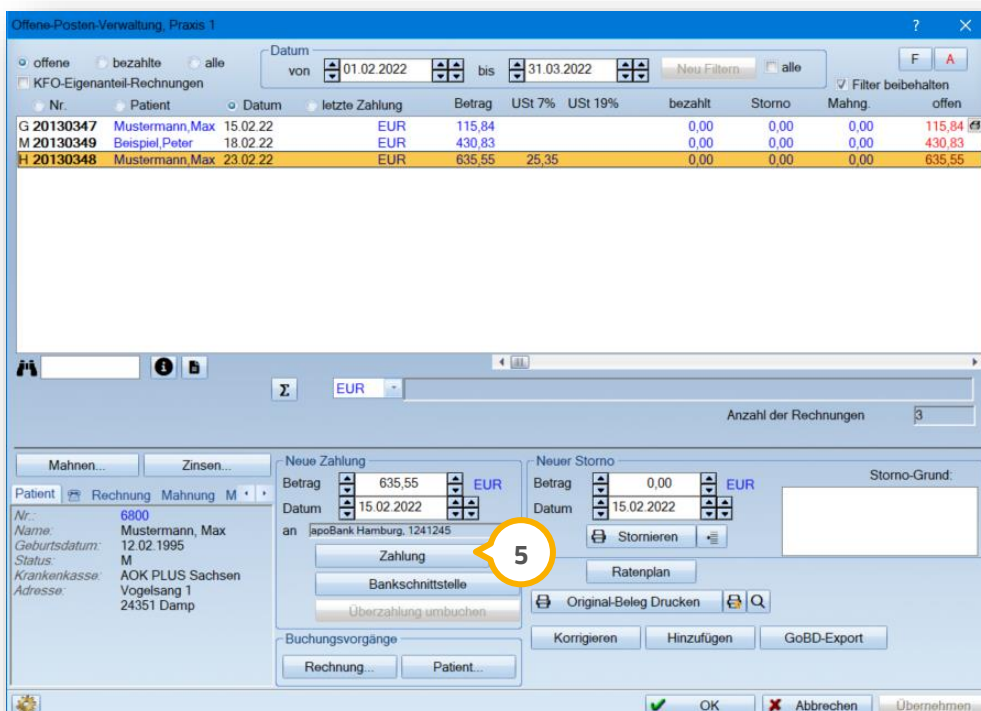 Offene-Posten-Verwaltung, Praxis 1 ?
offene bezahlte alle
Datum
von 01.02.2022 bis 31.03.2022 Neu Filtern alle
F A
KFO-Eigenanteil-Rechnungen
Filter beibehalten
Nr. Patient Datum letzte Zahlung Betrag USt 7% USt 19% bezahlt Storno Mahng. offen
G 20130347 Mustermann,Max 15.02.22 EUR 115,84 0,00 0,00 0,00 115,84
M 20130349 Beispiel,Peter 18.02.22 EUR 430,83 0,00 0,00 0,00 430,83
H 20130348 Mustermann,Max 23.02.22 EUR 635,55 25,35 0,00 0,00 0,00 635,55
Σ EUR
Anzahl der Rechnungen 3
Mahnen... Zinsen...
Patient Rechnung Mahnung M
Nr.: 6800
Name: Mustermann, Max
Geburtsdatum: 12.02.1995
Status: M
Krankenkasse: AOK PLUS Sachsen
Adresse: Vogelsang 1
24351 Damp
Neue Zahlung
Betrag 635,55 EUR
Datum 15.02.2022
an apoBank Hamburg, 1241245
Zahlung
5
Bankschnittstelle
Überzahlung umbuchen
Buchungsvorgänge
Rechnung... Patient...
Neuer Storno
Betrag 0,00 EUR
Datum 15.02.2022
Stornieren
Storno-Grund:
Ratenplan
Original-Beleg Drucken
Korrigieren Hinzufügen GoBD-Export
OK Abbrechen Übernehmen